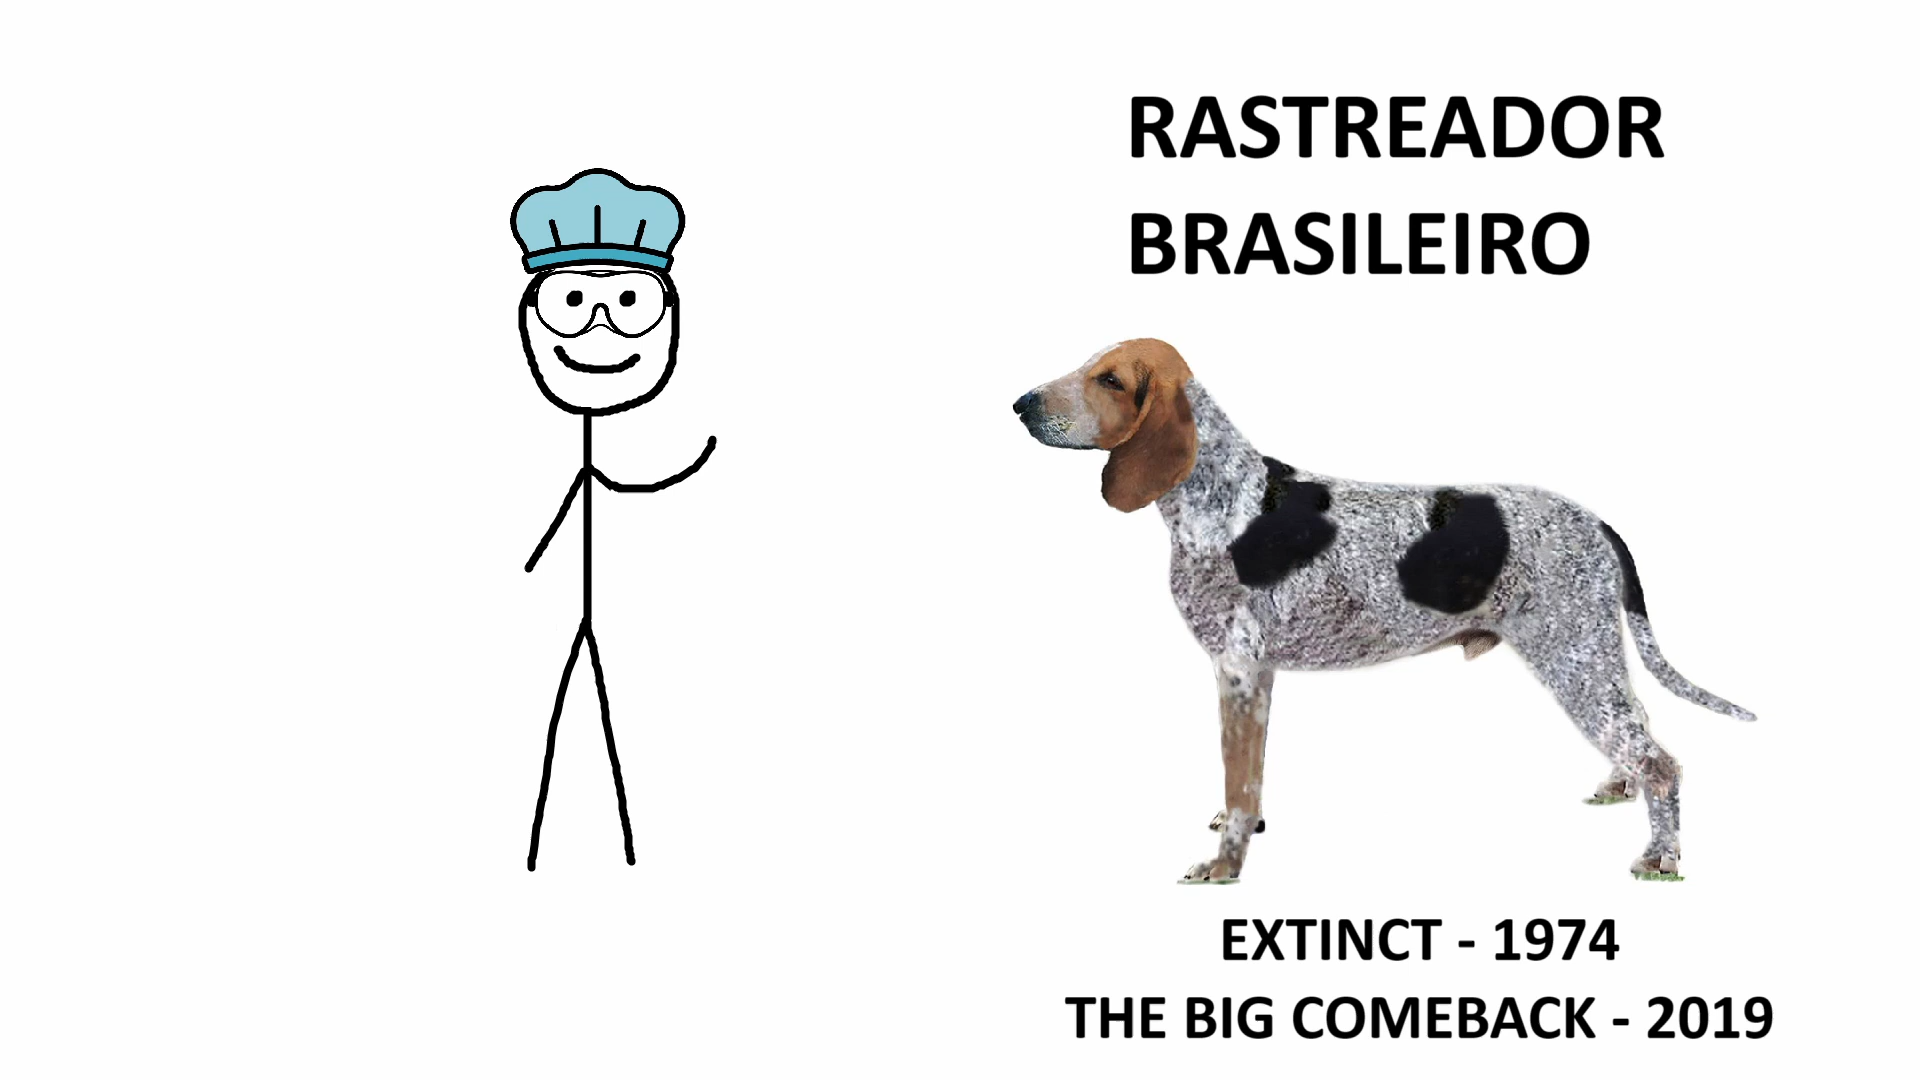 RASTREADOR
BRASILEIRO
EXTINCT - 1974
THE BIG COMEBACK - 2019